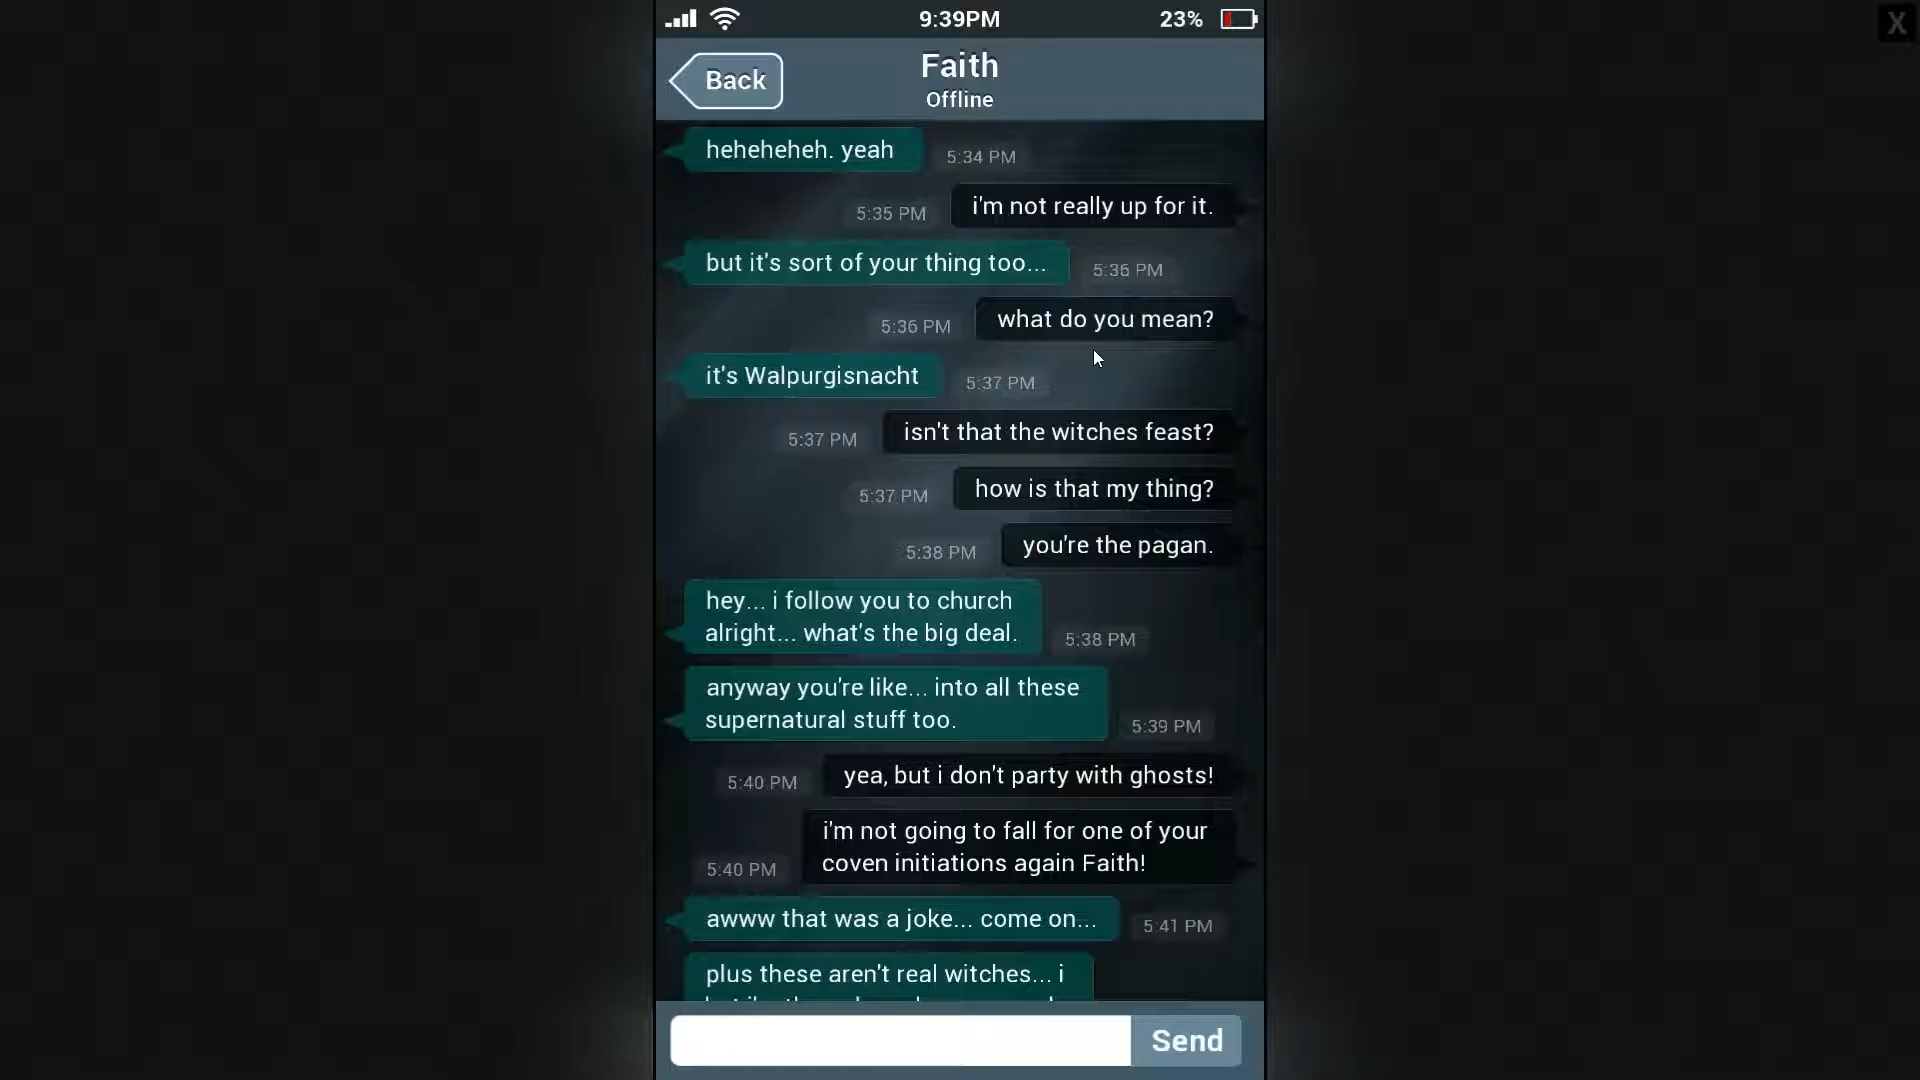 9:39PM
23%
X
Back
Faith
Offline
heheheheh. yeah
5:34 PM
i'm not really up for it.
5:35 PM
but it's sort of your thing too...
5:36 PM
what do you mean?
5:36 PM
it's Walpurgisnacht
5:37 PM
isn't that the witches feast?
5:37 PM
how is that my thing?
5:37 PM
you're the pagan.
5:38 PM
hey... i follow you to church
alright... what's the big deal.
5:38 PM
anyway you're like... into all these
supernatural stuff too.
5:39 PM
yea, but i don't party with ghosts!
5:40 PM
i'm not going to fall for one of your
coven initiations again Faith!
5:40 PM
awww that was a joke... come on...
5:41 PM
plus these aren't real witches... i
Send